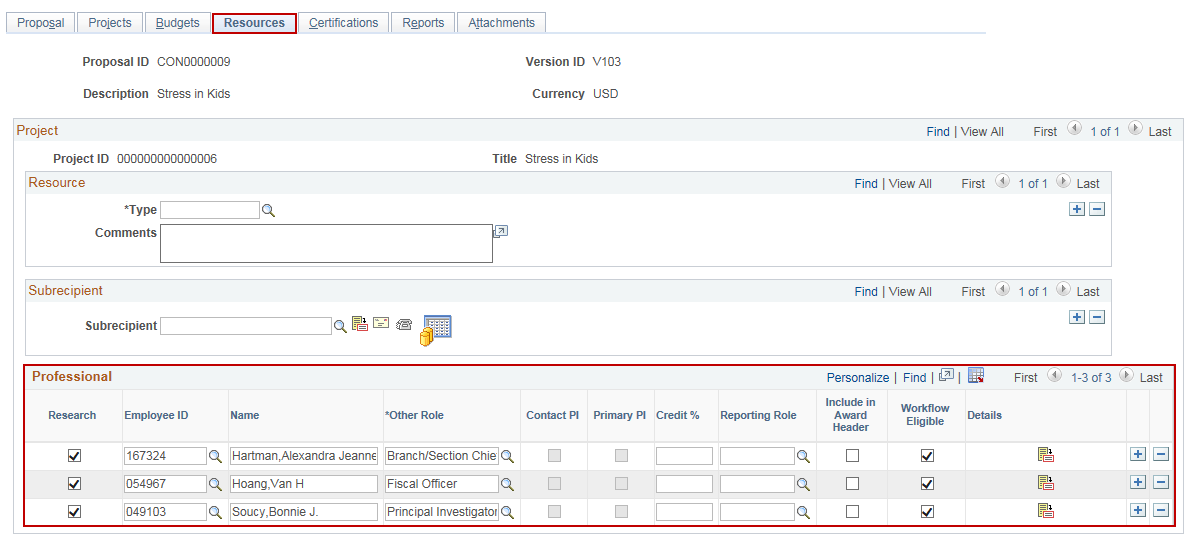 Proposal Projects Budgets Resources Certifications Reports Attachments
Proposal ID CON0000009 Version ID V103
Description Stress in Kids Currency USD
Project Find | View All First 1 of 1 Last
Project ID 000000000000006 Title Stress in Kids
Resource Find | View All First 1 of 1 Last
*Type
Comments
Subrecipient Find | View All First 1 of 1 Last
Subrecipient
Professional Personalize | Find | | First 1-3 of 3 Last
Research Employee ID Name *Other Role Contact PI Primary PI Credit % Reporting Role Include in Award Header Workflow Eligible Details
167324 Hartman,Alexandra Jeanne Branch/Section Chie
054967 Hoang,Van H Fiscal Officer
049103 Soucy,Bonnie J. Principal Investigator